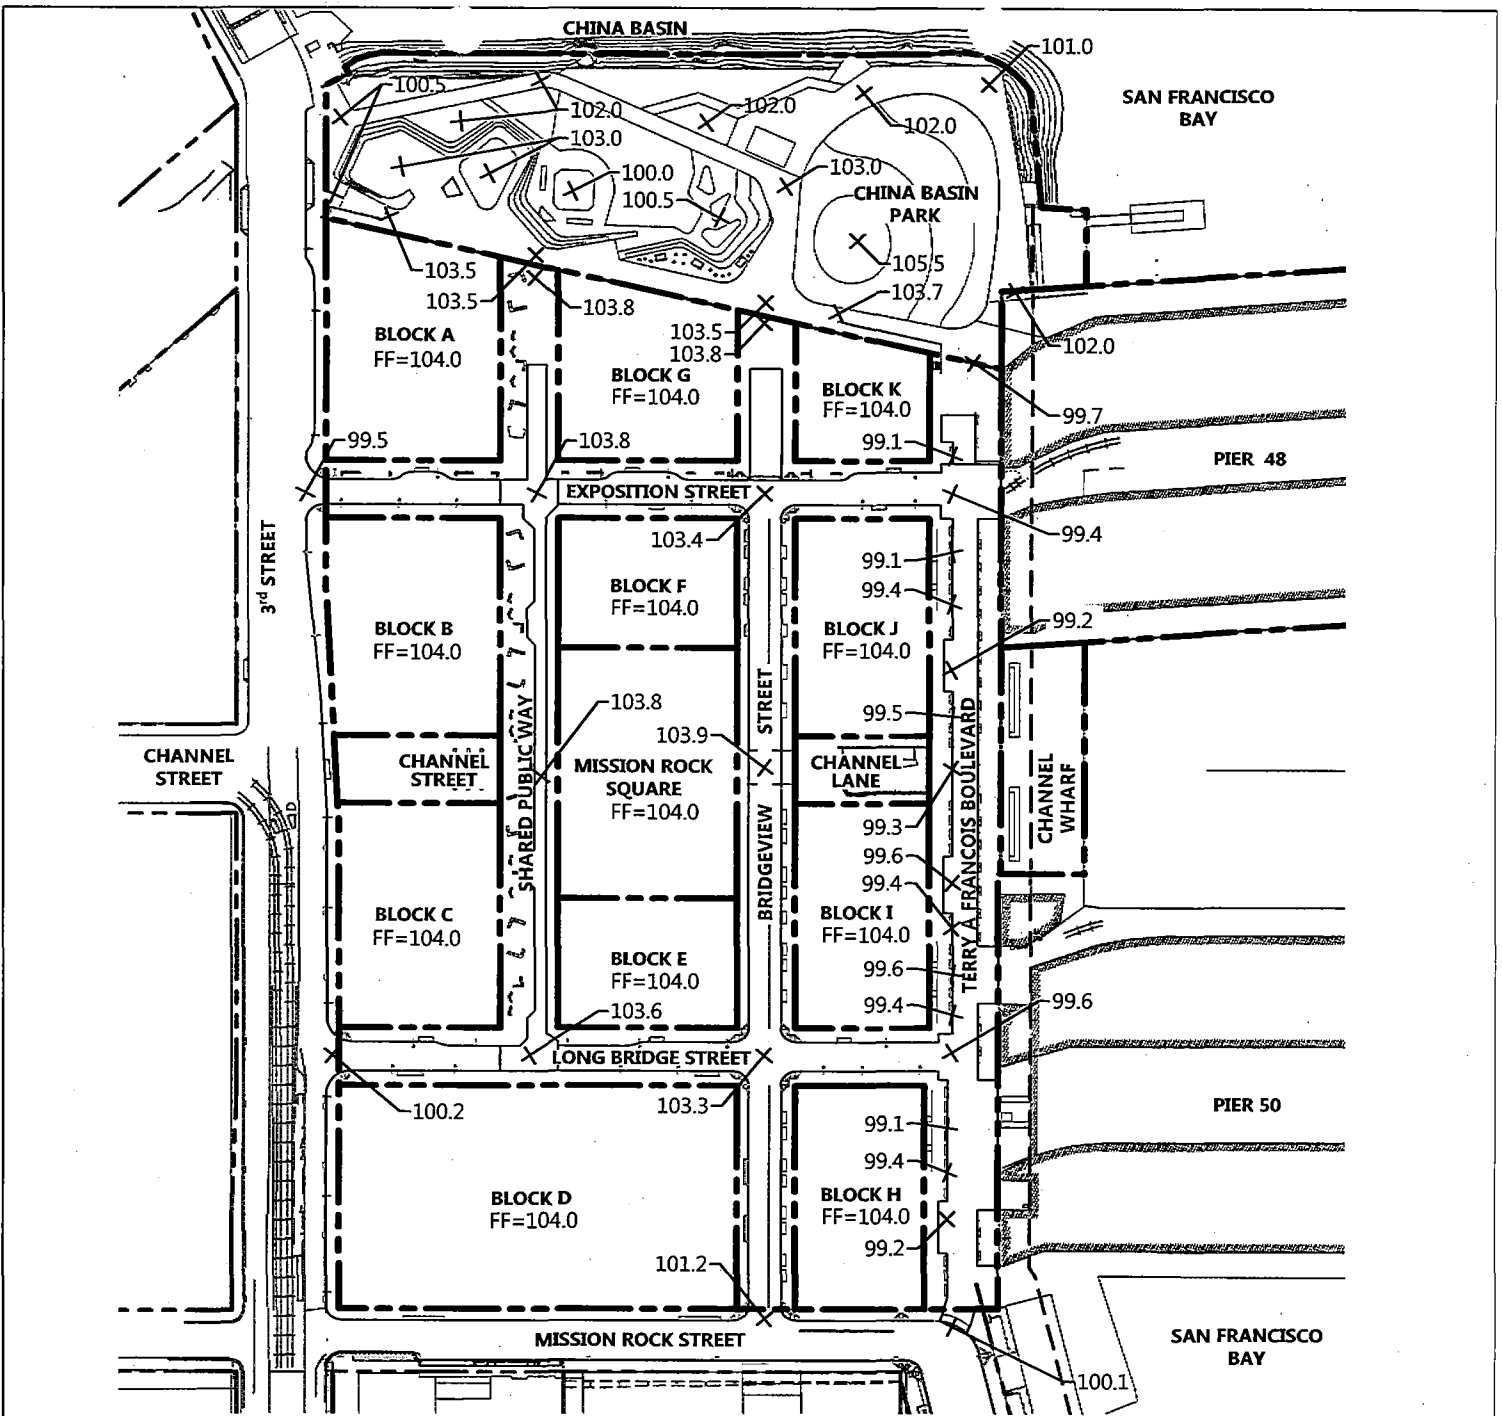 CHINA BASIN
101.0
SAN FRANCISCO
BAY
100.5
102.0
102.0
102.0
103.0
100.0
103.0
100.5
CHINA BASIN
PARK
103.5
103.5
103.8
105.5
103.7
103.5
103.8
102.0
BLOCK A
FF=104.0
BLOCK G
FF=104.0
BLOCK K
FF=104.0
99.7
99.5
103.8
99.1
PIER 48
EXPOSITION STREET
103.4
99.4
3rd STREET
99.1
99.4
99.2
BLOCK F
FF=104.0
BLOCK B
FF=104.0
BLOCK J
FF=104.0
SHARED PUBLIC WAY
103.8
103.9
STREET
99.5
CHANNEL
STREET
CHANNEL
STREET
MISSION ROCK
SQUARE
FF=104.0
CHANNEL
LANE
TERRY A FRANCOIS BOULEVARD
CHANNEL
WHARF
99.3
99.6
99.4
BRIDGEVIEW
BLOCK C
FF=104.0
BLOCK I
FF=104.0
BLOCK E
FF=104.0
99.6
99.4
99.6
103.6
LONG BRIDGE STREET
100.2
103.3
99.1
99.4
PIER 50
BLOCK D
FF=104.0
BLOCK H
FF=104.0
99.2
101.2
MISSION ROCK STREET
SAN FRANCISCO
BAY
100.1